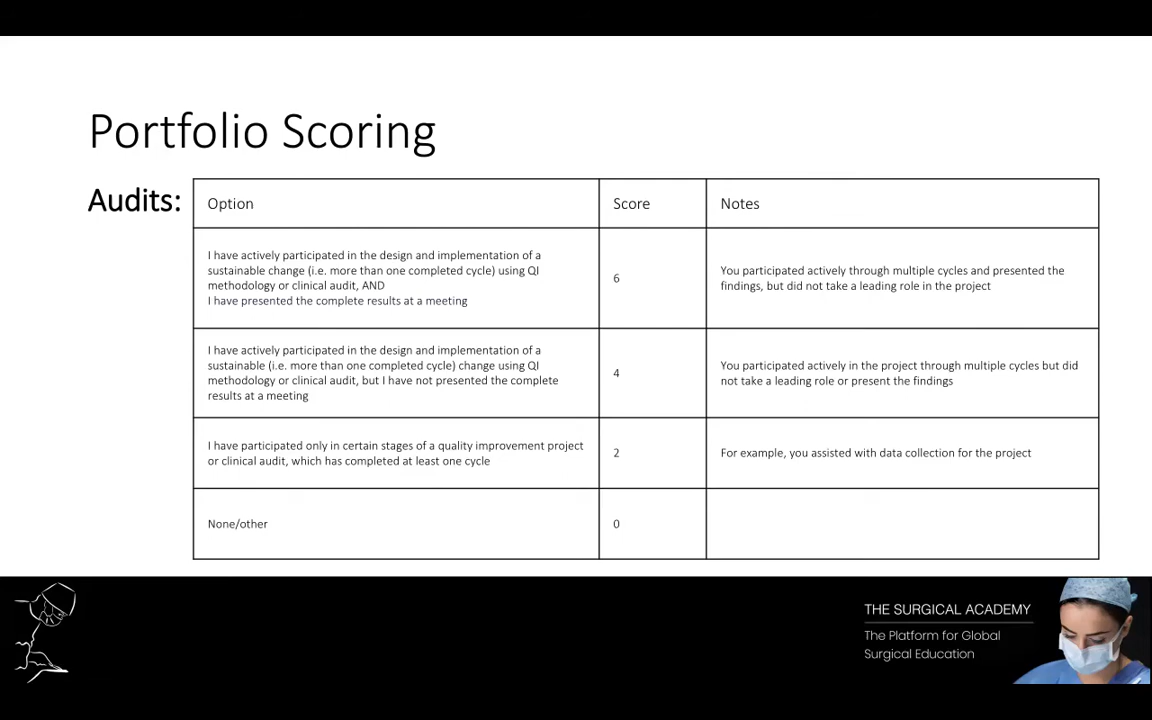 Portfolio Scoring
Audits:
Option
Score
Notes
I have actively participated in the design and implementation of a
sustainable change (i.e. more than one completed cycle) using QI
methodology or clinical audit, AND
I have presented the complete results at a meeting
6
You participated actively through multiple cycles and presented the
findings, but did not take a leading role in the project
I have actively participated in the design and implementation of a
sustainable (i.e. more than one completed cycle) change using QI
methodology or clinical audit, but I have not presented the complete
results at a meeting
4
You participated actively in the project through multiple cycles but did
not take a leading role or present the findings
I have participated only in certain stages of a quality improvement project
or clinical audit, which has completed at least one cycle
2
For example, you assisted with data collection for the project
None/other
0
THE SURGICAL ACADEMY
The Platform for Global
Surgical Education